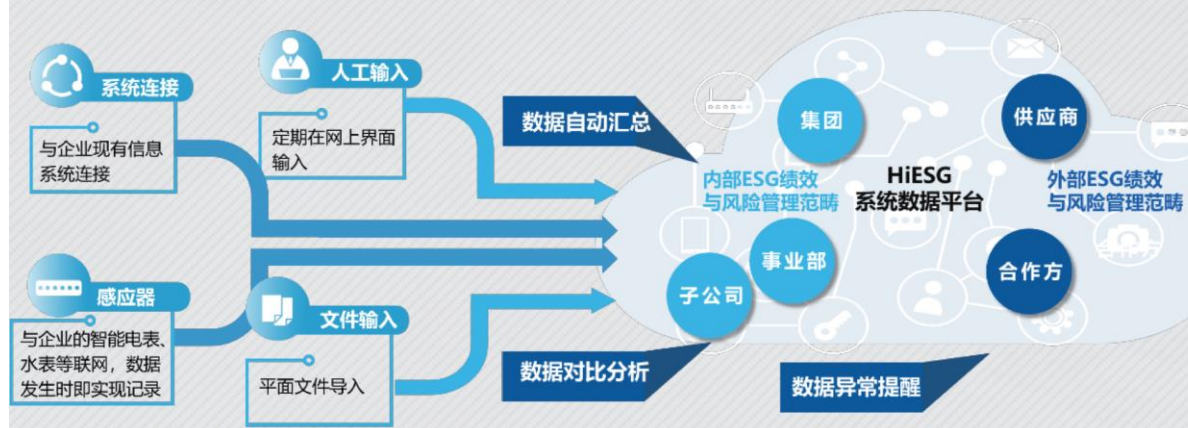 系统连接
与企业现有信息
系统连接
人工输入
定期在网上界面
输入
感应器
与企业的智能电表、
水表等联网，数据
发生时即实现记录
文件输入
平面文件导入
数据自动汇总
数据对比分析
数据异常提醒
集团
供应商
内部ESG绩效
与风险管理范畴
HiESG
系统数据平台
外部ESG绩效
与风险管理范畴
事业部
子公司
合作方